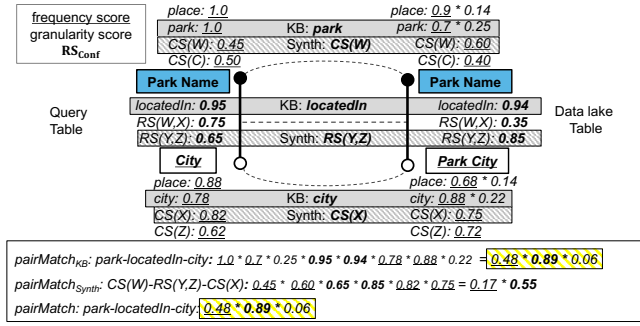 frequency score
granularity score
RS_Conf
place: 1.0
place: 0.9 * 0.14
park: 1.0
KB: park
park: 0.7 * 0.25
CS(W): 0.45
Synth: CS(W)
CS(W): 0.60
CS(C): 0.50
CS(C): 0.40
Park Name
Park Name
Query
Table
locatedIn: 0.95
KB: locatedIn
locatedIn: 0.94
RS(W,X): 0.75
RS(W,X): 0.35
RS(Y,Z): 0.65
Synth: RS(Y,Z)
RS(Y,Z): 0.85
Data lake
Table
City
Park City
place: 0.88
place: 0.68 * 0.14
city: 0.78
KB: city
city: 0.88 * 0.22
CS(X): 0.82
Synth: CS(X)
CS(X): 0.75
CS(Z): 0.62
CS(Z): 0.72
pairMatch_KB: park-locatedIn-city: 1.0 * 0.7 * 0.25 * 0.95 * 0.94 * 0.78 * 0.88 * 0.22 = 0.48 * 0.89 * 0.06
pairMatch_Synth: CS(W)-RS(Y,Z)-CS(X): 0.45 * 0.60 * 0.65 * 0.85 * 0.82 * 0.75 = 0.17 * 0.55
pairMatch: park-locatedIn-city: 0.48 * 0.89 * 0.06